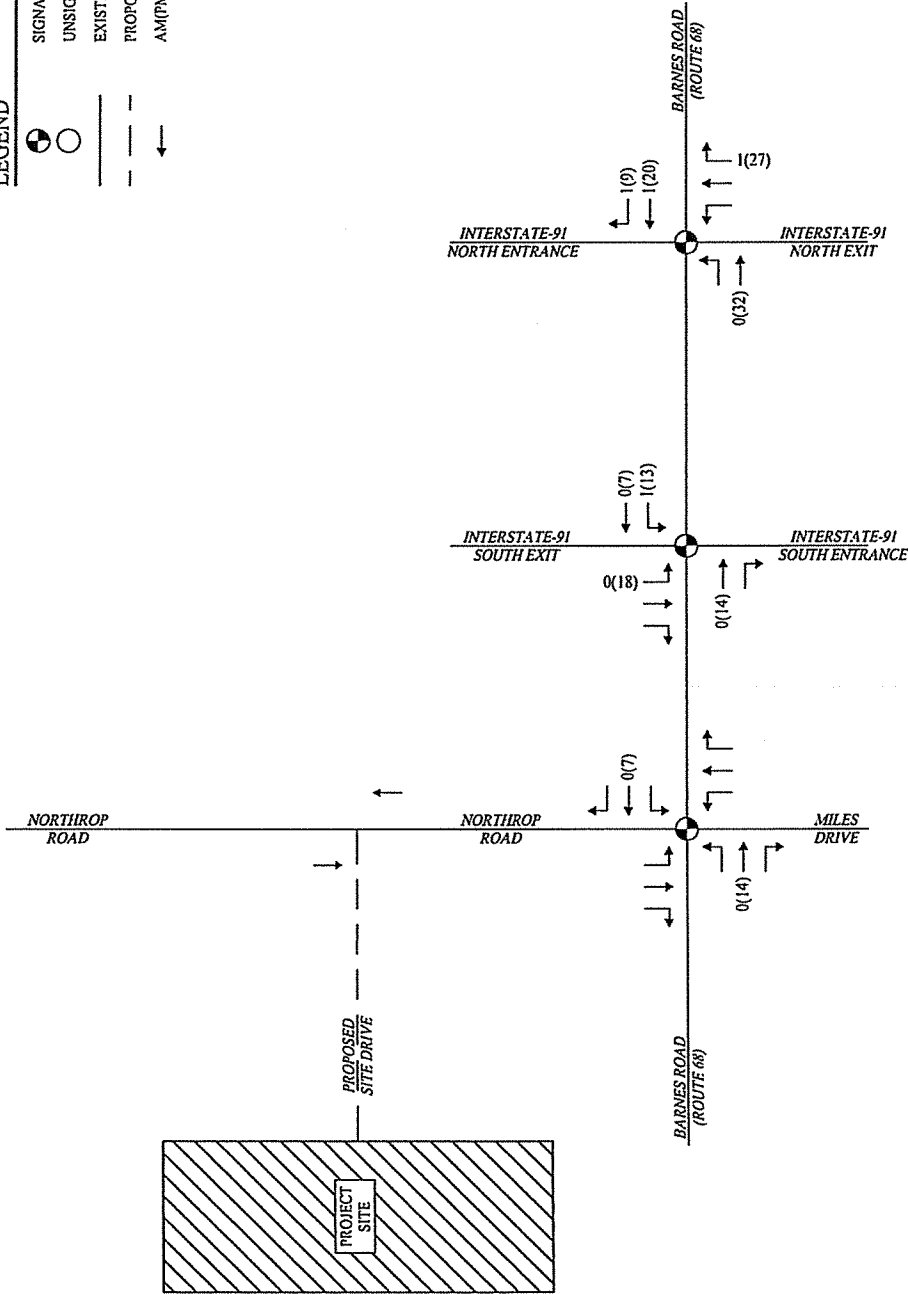 LEGEND
SIGNA
UNSIG
EXIST
PROPO
AM(PM
BARNES ROAD
(ROUTE 68)
1(9)
1(20)
1(27)
INTERSTATE-91
NORTH ENTRANCE
INTERSTATE-91
NORTH EXIT
0(32)
0(7)
1(13)
INTERSTATE-91
SOUTH EXIT
INTERSTATE-91
SOUTH ENTRANCE
0(18)
0(14)
0(7)
NORTHROP
ROAD
NORTHROP
ROAD
MILES
DRIVE
0(14)
PROPOSED
SITE DRIVE
BARNES ROAD
(ROUTE 68)
PROJECT
SITE